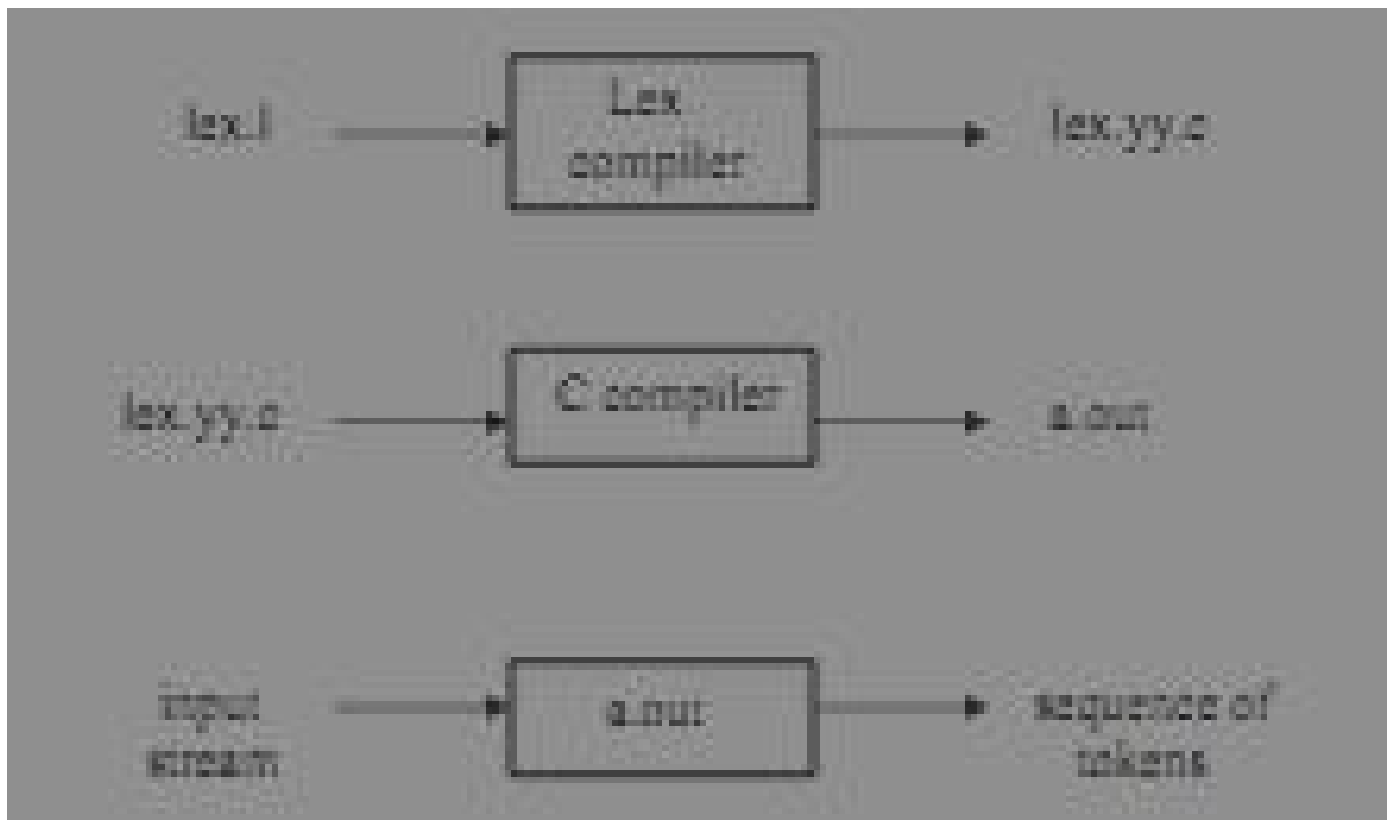 lex.l
Lex
compiler
lex.yy.c
lex.yy.c
C compiler
a.out
input
stream
a.out
sequence of
tokens